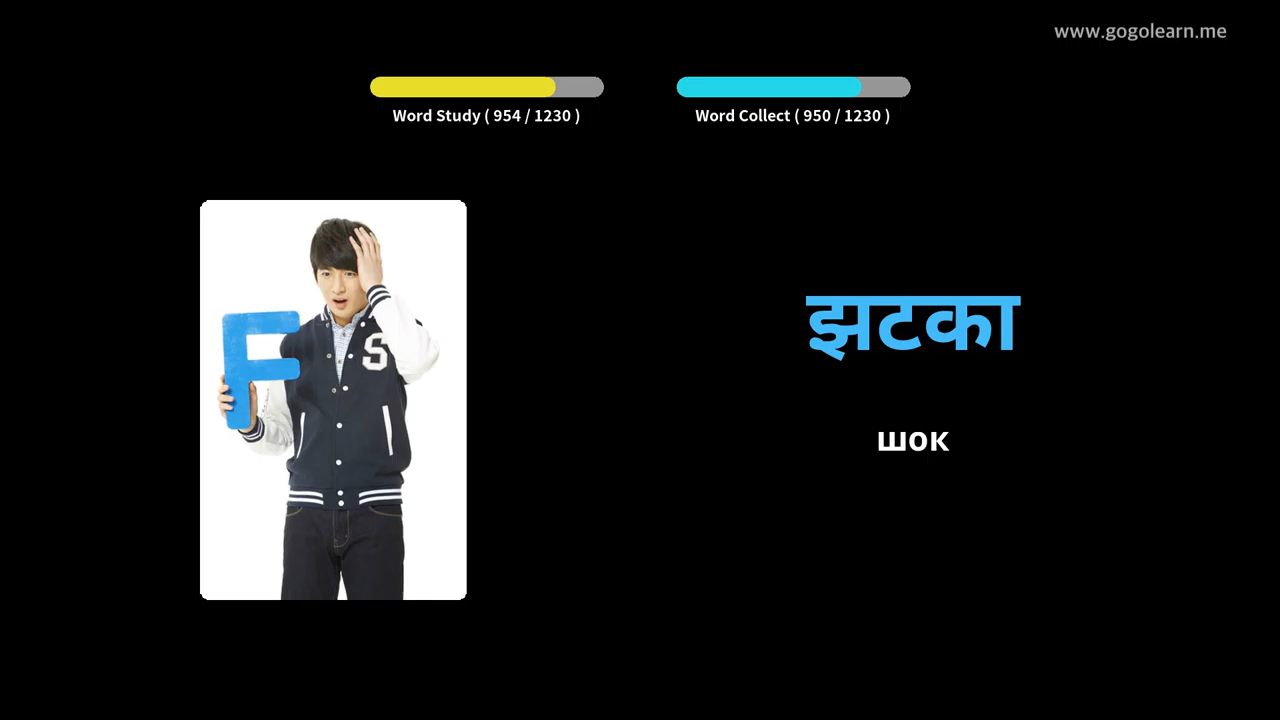 www.gogolearn.me
Word Study ( 954 / 1230 )
Word Collect ( 950 / 1230 )
F
S
झटका
шок